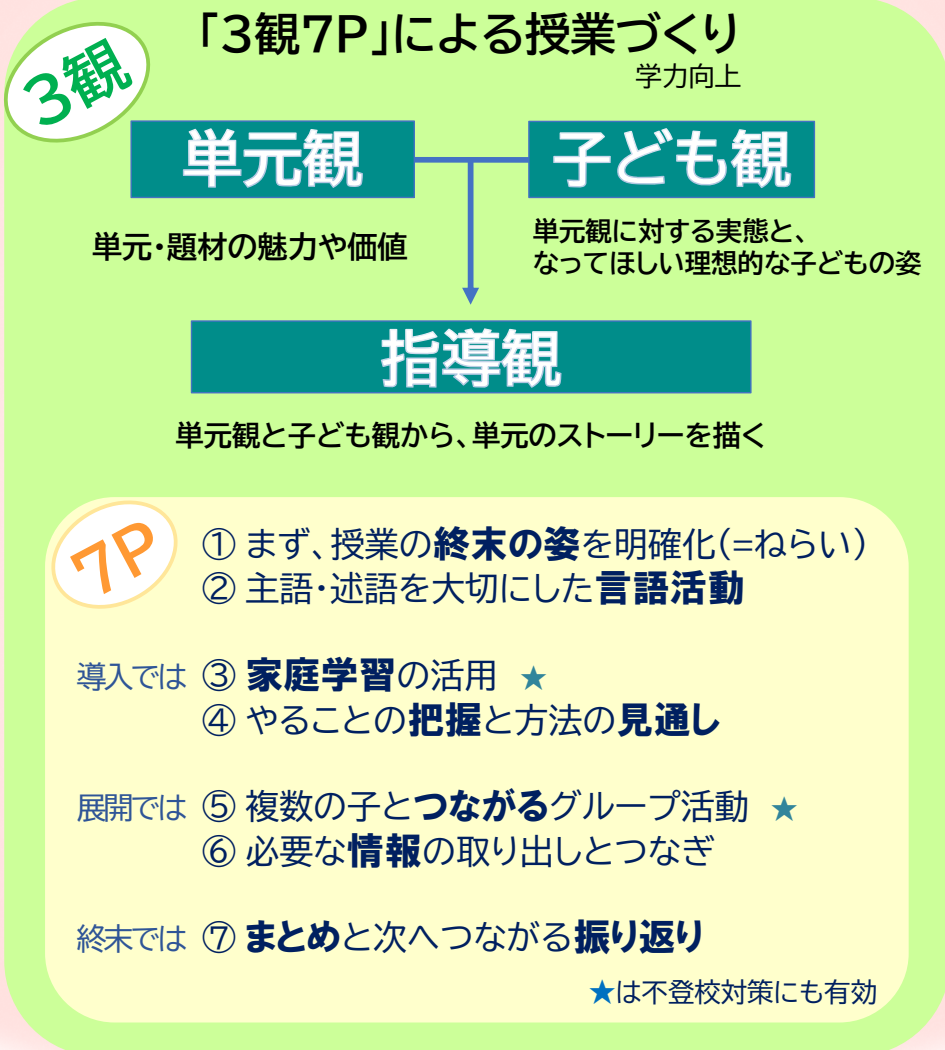 「3観7P」による授業づくり
学力向上
3観
単元観
子ども観
単元・題材の魅力や価値
単元観に対する実態と、
なってほしい理想的な子どもの姿
指導観
単元観と子ども観から、単元のストーリーを描く
7P
① まず、授業の終末の姿を明確化(=ねらい)
② 主語・述語を大切にした言語活動
導入では ③ 家庭学習の活用 ★
④ やることの把握と方法の見通し
展開では ⑤ 複数の子とつながるグループ活動 ★
⑥ 必要な情報の取り出しとつなぎ
終末では ⑦ まとめと次へつながる振り返り
★は不登校対策にも有効